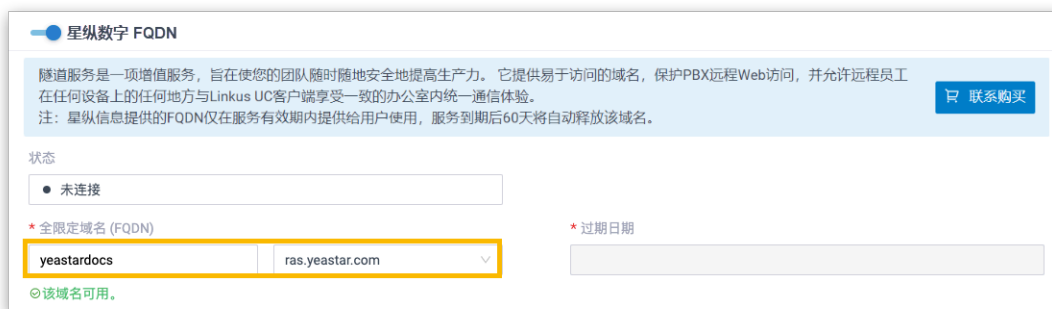 星纵数字 FQDN
隧道服务是一项增值服务，旨在使您的团队随时随地安全地提高生产力。 它提供易于访问的域名，保护PBX远程Web访问，并允许远程员工
在任何设备上的任何地方与Linkus UC客户端享受一致的办公室内统一通信体验。
注：星纵信息提供的FQDN仅在服务有效期内提供给用户使用，服务到期后60天将自动释放该域名。
联系购买
状态
未连接
* 全限定域名 (FQDN)
* 过期日期
yeastardocs
ras.yeastar.com
该域名可用。